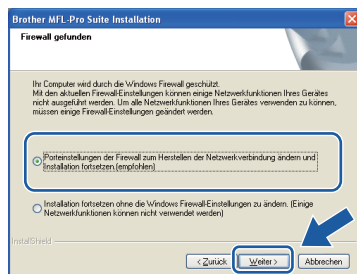 Brother MFL-Pro Suite Installation
Firewall gefunden
Ihr Computer wird durch die Windows Firewall geschützt.
Mit den aktuellen Firewall-Einstellungen können einige Netzwerkfunktionen Ihres Gerätes
nicht ausgeführt werden. Um alle Netzwerkfunktionen Ihres Gerätes verwenden zu können,
müssen einige Firewall-Einstellungen geändert werden.
Porteinstellungen der Firewall zum Herstellen der Netzwerkverbindung ändern und
Installation fortsetzen.(empfohlen)
Installation fortsetzen ohne die Windows Firewall-Einstellungen zu ändern. (Einige
Netzwerkfunktionen können nicht verwendet werden)
InstallShield
< Zurück Weiter > Abbrechen